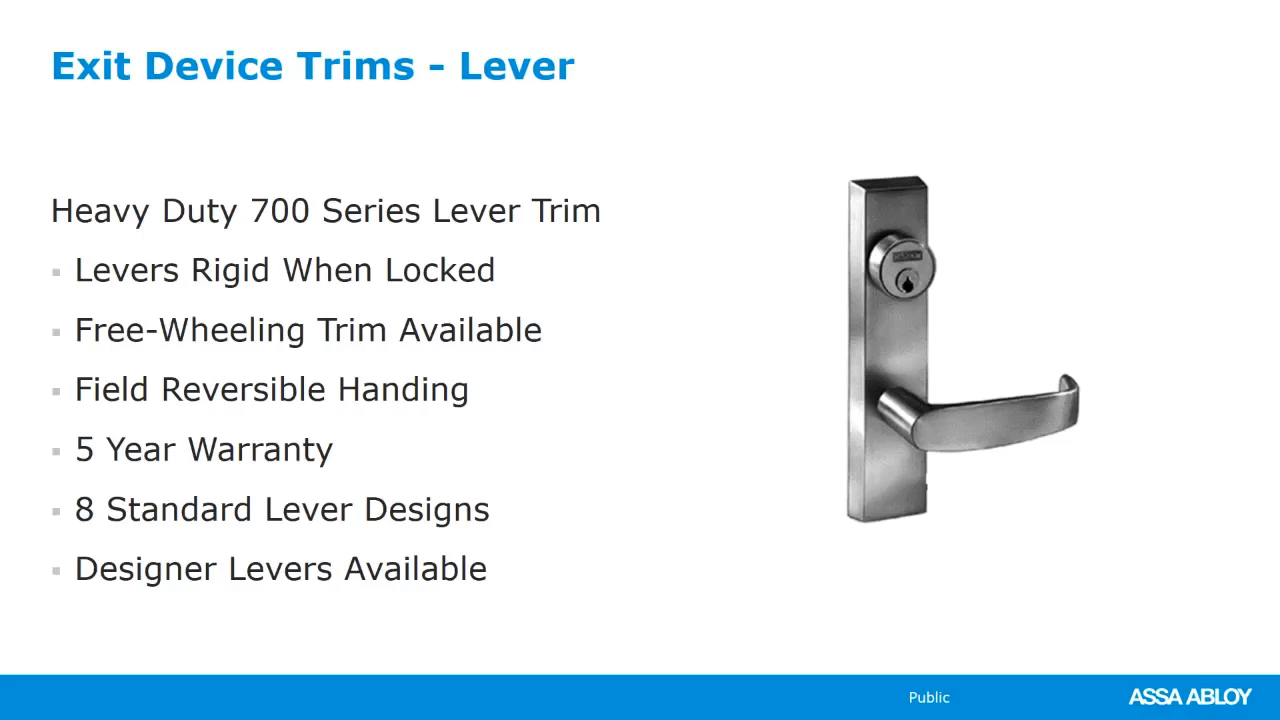 Exit Device Trims – Lever
Heavy Duty 700 Series Lever Trim
▪ Levers Rigid When Locked
▪ Free-Wheeling Trim Available
▪ Field Reversible Handing
▪ 5 Year Warranty
▪ 8 Standard Lever Designs
▪ Designer Levers Available
Public
ASSA ABLOY